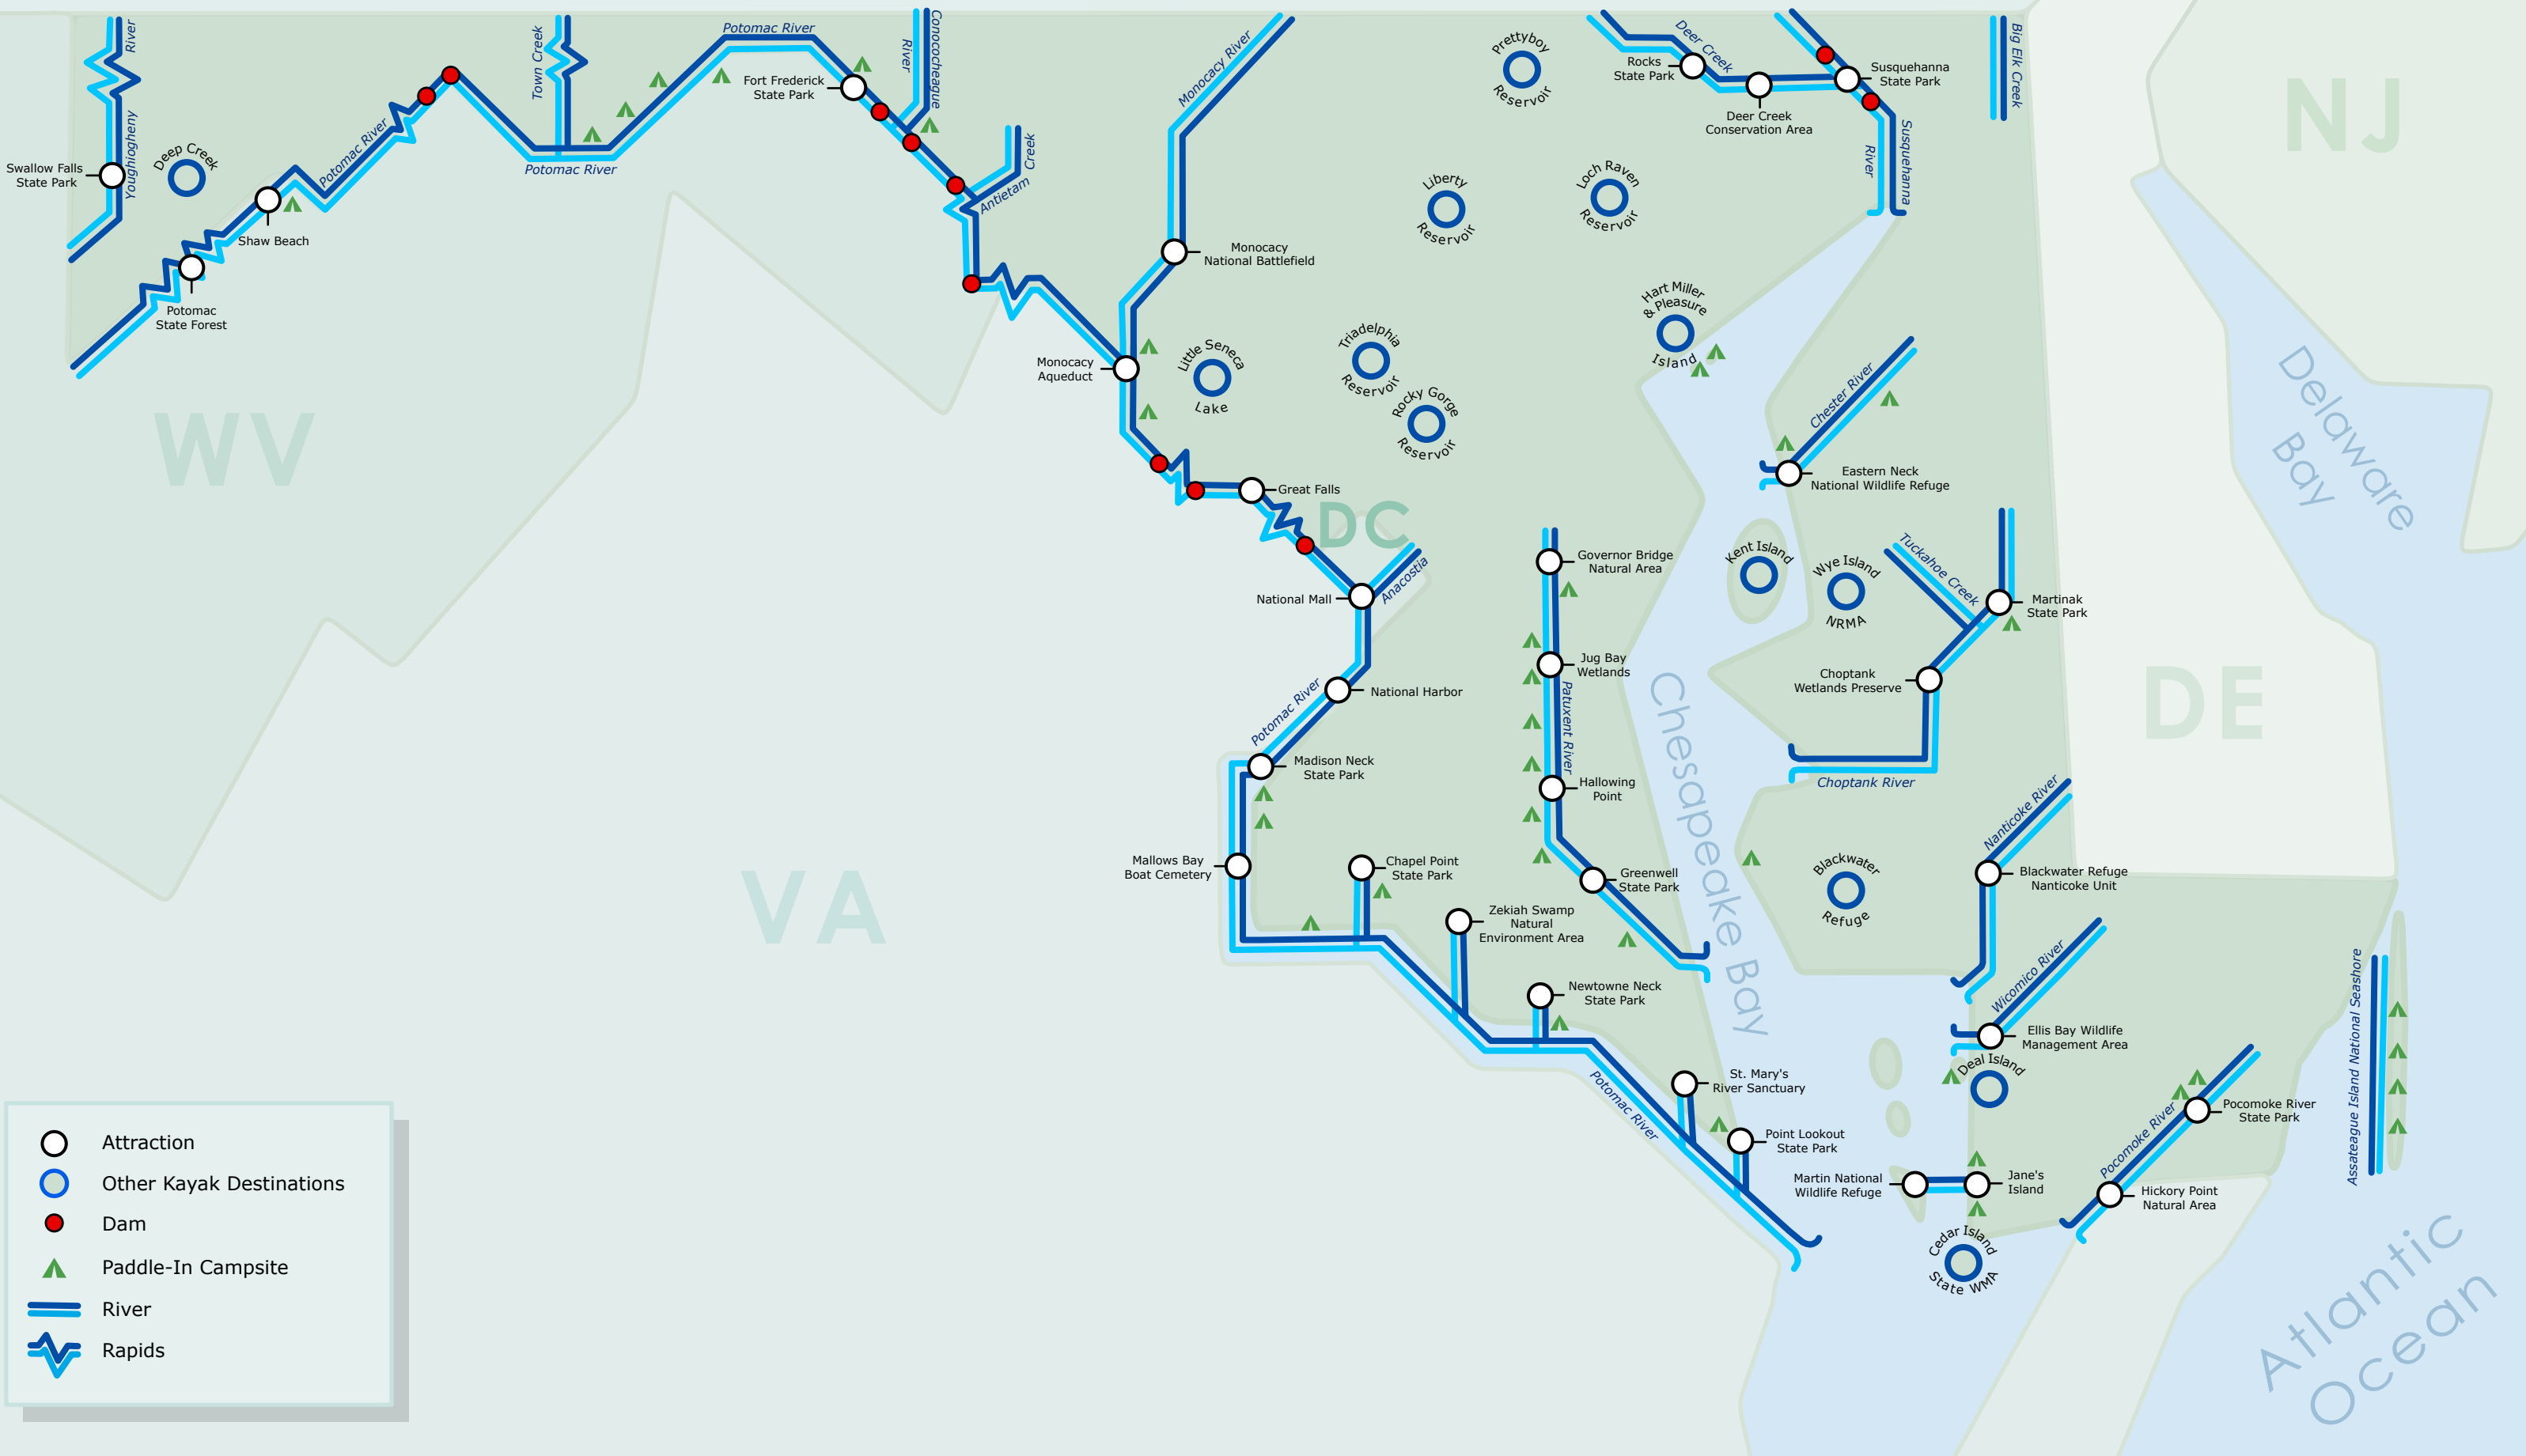 River
Youghiogheny
Swallow Falls
State Park
Deep Creek
Potomac River
Shaw Beach
Potomac
State Forest
WV
Town Creek
Potomac River
Potomac River
Fort Frederick
State Park
River
Conococheague
Creek
Antietam
Monocacy River
Monocacy
National Battlefield
Monocacy
Aqueduct
Little Seneca
Lake
Prettyboy
Reservoir
Liberty
Reservoir
Loch Raven
Reservoir
Triadelphia
Reservoir
Rocky Gorge
Reservoir
Deer Creek
Rocks
State Park
Deer Creek
Conservation Area
Susquehanna
State Park
River
Susquehanna
Big Elk Creek
NJ
Hart Miller
& Pleasure
Island
Chester River
Eastern Neck
National Wildlife Refuge
Delaware
Bay
Great Falls
DC
National Mall
Anacostia
National Harbor
Potomac River
Madison Neck
State Park
Mallows Bay
Boat Cemetery
VA
Governor Bridge
Natural Area
Jug Bay
Wetlands
Patuxent River
Hallowing
Point
Greenwell
State Park
Chesapeake Bay
Kent Island
Wye Island
NRMA
Tuckahoe Creek
Martinak
State Park
Choptank
Wetlands Preserve
Choptank River
DE
Nanticoke River
Blackwater Refuge
Nanticoke Unit
Blackwater
Refuge
Chapel Point
State Park
Zekiah Swamp
Natural
Environment Area
Newtowne Neck
State Park
Potomac River
St. Mary's
River Sanctuary
Point Lookout
State Park
Wicomico River
Ellis Bay Wildlife
Management Area
Deal Island
Martin National
Wildlife Refuge
Jane's
Island
Cedar Island
State WMA
Pocomoke River
Pocomoke River
State Park
Hickory Point
Natural Area
Assateague Island National Seashore
Atlantic
Ocean
Attraction
Other Kayak Destinations
Dam
Paddle-In Campsite
River
Rapids